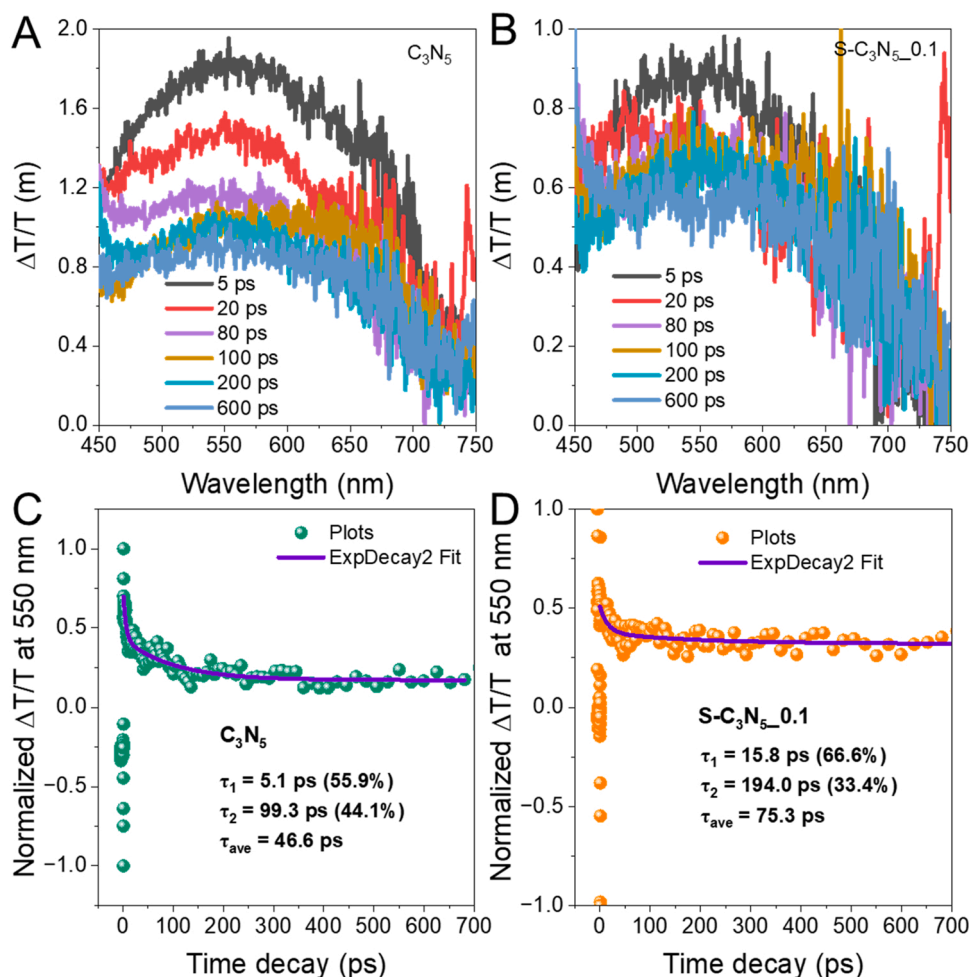 A
C₃N₅
ΔT/T (m)
2.0
1.6
1.2
0.8
0.4
0.0
5 ps
20 ps
80 ps
100 ps
200 ps
600 ps
450 500 550 600 650 700 750
Wavelength (nm)
B
S-C₃N₅_0.1
ΔT/T (m)
1.0
0.8
0.6
0.4
0.2
0.0
5 ps
20 ps
80 ps
100 ps
200 ps
600 ps
450 500 550 600 650 700 750
Wavelength (nm)
C
Normalized ΔT/T at 550 nm
1.0
0.5
0.0
−0.5
−1.0
Plots
ExpDecay2 Fit
C₃N₅
τ₁ = 5.1 ps (55.9%)
τ₂ = 99.3 ps (44.1%)
τave = 46.6 ps
0 100 200 300 400 500 600 700
Time decay (ps)
D
Normalized ΔT/T at 550 nm
1.0
0.5
0.0
−0.5
−1.0
Plots
ExpDecay2 Fit
S-C₃N₅_0.1
τ₁ = 15.8 ps (66.6%)
τ₂ = 194.0 ps (33.4%)
τave = 75.3 ps
0 100 200 300 400 500 600 700
Time decay (ps)